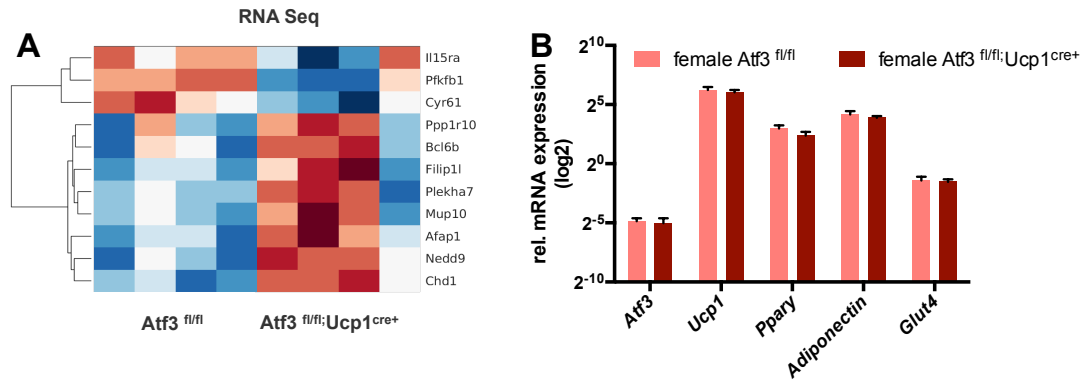 RNA Seq
A
Il15ra
Pfkfb1
Cyr61
Ppp1r10
Bcl6b
Filip1l
Plekha7
Mup10
Afap1
Nedd9
Chd1
Atf3 fl/fl
Atf3 fl/fl;Ucp1cre+
B
female Atf3 fl/fl
female Atf3 fl/fl;Ucp1cre+
rel. mRNA expression
(log2)
2^10
2^5
2^0
2^-5
2^-10
Atf3
Ucp1
Ppary
Adiponectin
Glut4